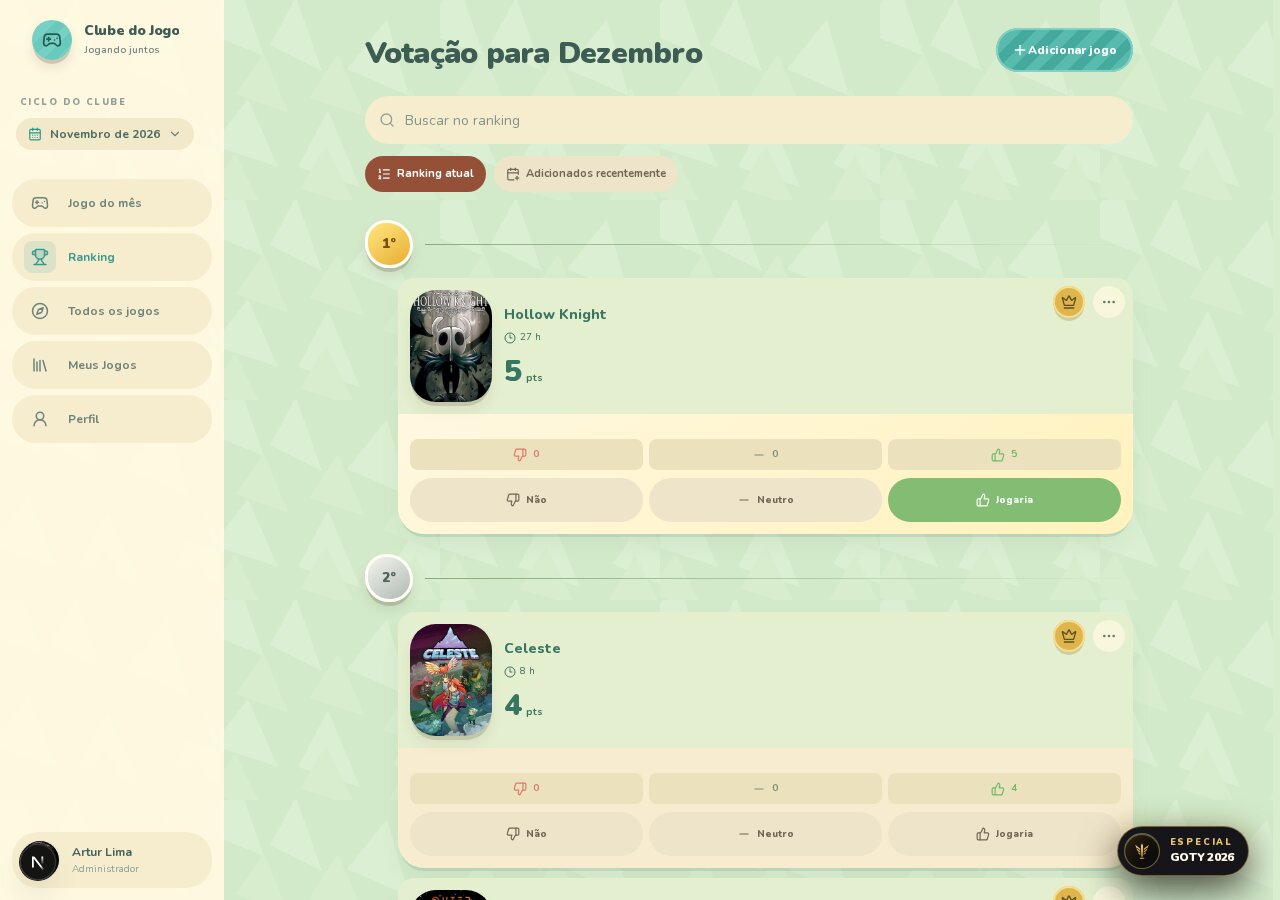 Clube do Jogo
Jogando juntos
CICLO DO CLUBE
Novembro de 2026
Jogo do mês
Ranking
Todos os jogos
Meus Jogos
Perfil
Artur Lima
Administrador
Votação para Dezembro
Adicionar jogo
Buscar no ranking
Ranking atual
Adicionados recentemente
1º
HOLLOW KNIGHT
Hollow Knight
27 h
5 pts
0
0
5
Não
Neutro
Jogaria
2º
CELESTE
Celeste
8 h
4 pts
0
0
4
Não
Neutro
Jogaria
ESPECIAL
GOTY 2026